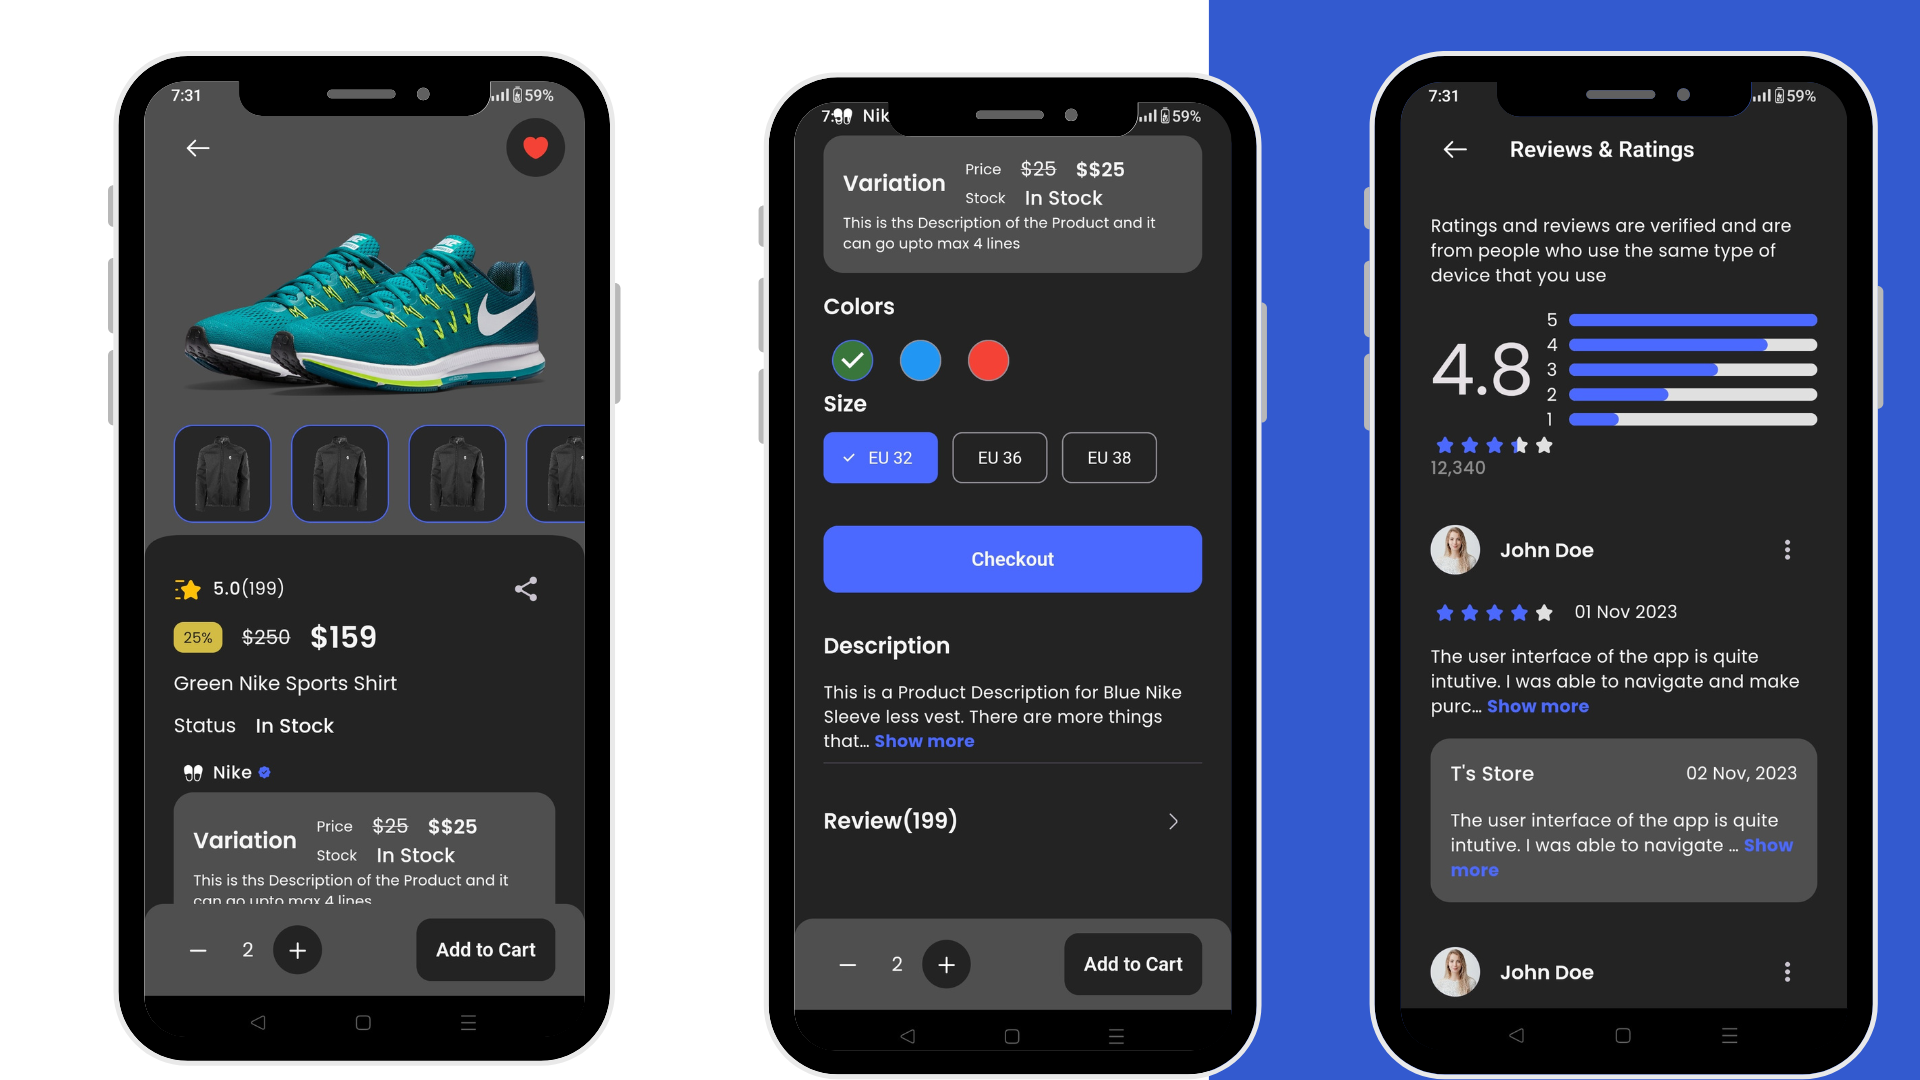 7:31
59%
5.0(199)
25% $250 $159
Green Nike Sports Shirt
Status In Stock
Nike
Variation
Price $25 $$25
Stock In Stock
This is ths Description of the Product and it
can go upto max 4 lines
2
Add to Cart
7:
Nik
59%
Variation
Price $25 $$25
Stock In Stock
This is ths Description of the Product and it
can go upto max 4 lines
Colors
Size
EU 32
EU 36
EU 38
Checkout
Description
This is a Product Description for Blue Nike
Sleeve less vest. There are more things
that... Show more
Review(199)
2
Add to Cart
7:31
59%
Reviews & Ratings
Ratings and reviews are verified and are
from people who use the same type of
device that you use
4.8
5
4
3
2
1
12,340
John Doe
01 Nov 2023
The user interface of the app is quite
intutive. I was able to navigate and make
purc... Show more
T's Store
02 Nov, 2023
The user interface of the app is quite
intutive. I was able to navigate ... Show
more
John Doe